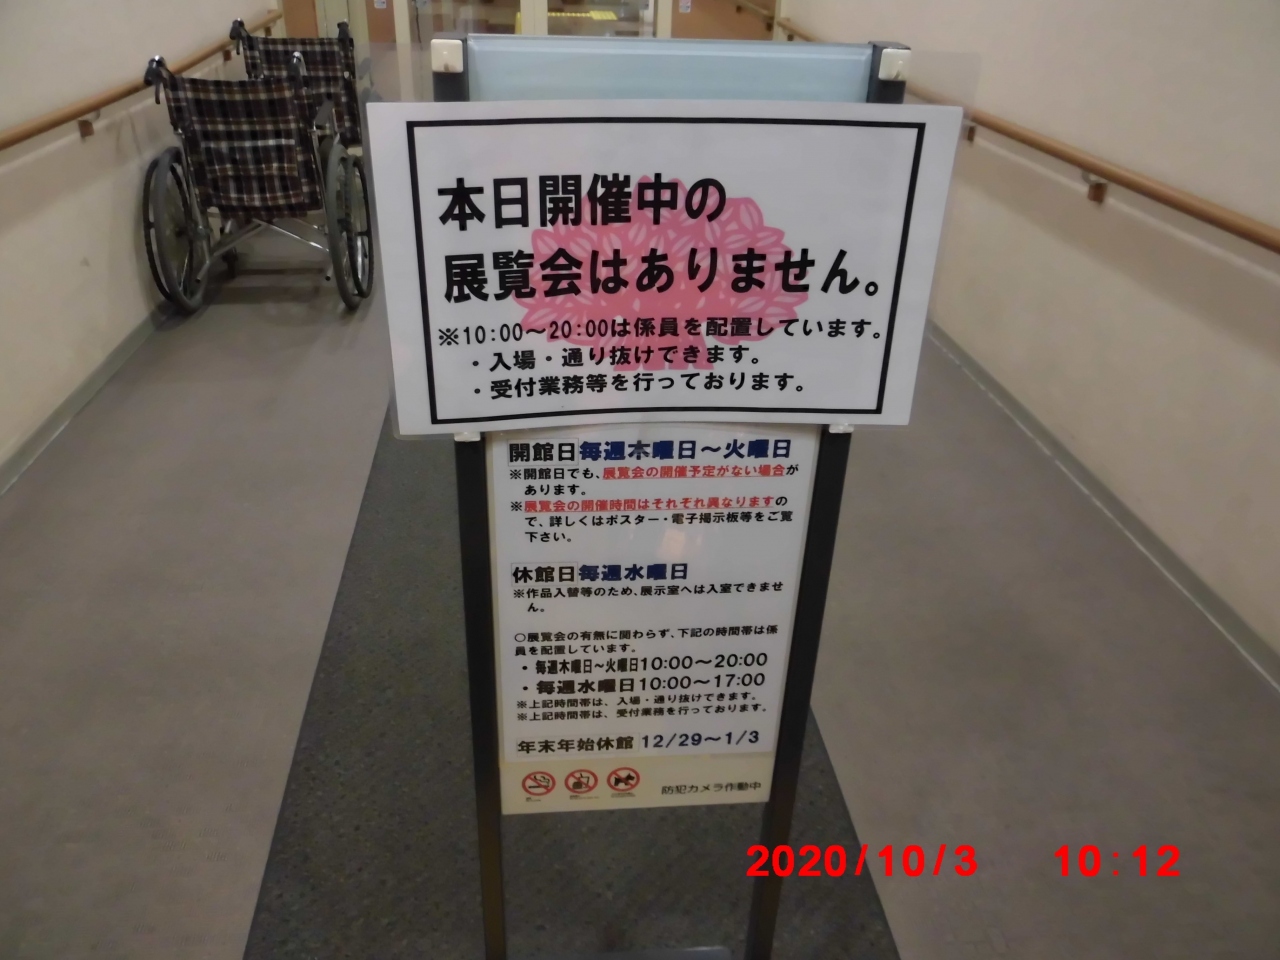 本日開催中の
展覧会はありません。
※10:00～20:00は係員を配置しています。
・入場・通り抜けできます。
・受付業務等を行っております。
開館日毎週木曜日～火曜日
※開館日でも、展覧会の開催予定がない場合が
あります。
※展覧会の開催時間はそれぞれ異なりますの
で、詳しくはポスター・電子掲示板等をご覧
下さい。
休館日毎週水曜日
※作品入替等のため、展示室へは入室できませ
ん。
○展覧会の有無に関わらず、下記の時間帯は係
員を配置しています。
・毎週木曜日～火曜日10:00～20:00
・毎週水曜日10:00～17:00
※上記時間帯は、入場・通り抜けできます。
※上記時間帯は、受付業務を行っております。
年末年始休館 12/29～1/3
防犯カメラ作動中
2020/10/3 10:12